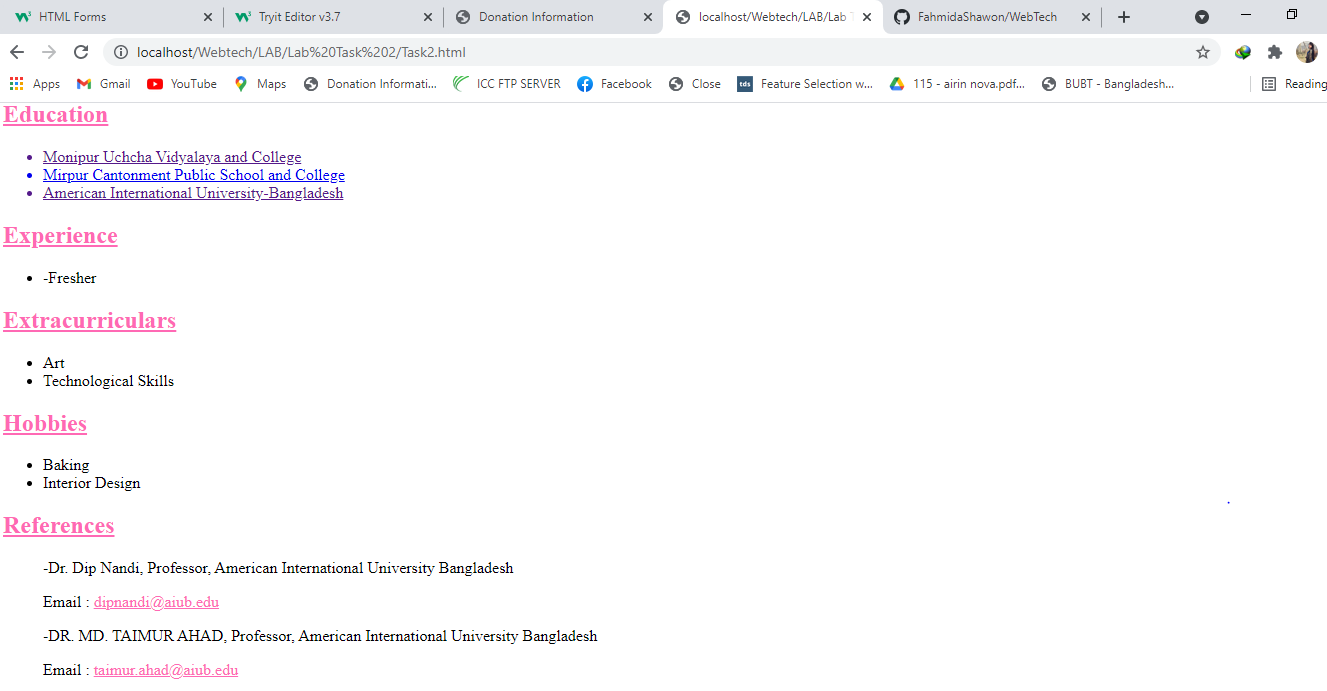 HTML Forms
Tryit Editor v3.7
Donation Information
localhost/Webtech/LAB/Lab
FahmidaShawon/WebTech
localhost/Webtech/LAB/Lab%20Task%202/Task2.html
Apps
Gmail
YouTube
Maps
Donation Informati...
ICC FTP SERVER
Facebook
Close
tds
Feature Selection w...
115 - airin nova.pdf...
BUBT - Bangladesh...
Reading
Education
Monipur Uchcha Vidyalaya and College
Mirpur Cantonment Public School and College
American International University-Bangladesh
Experience
-Fresher
Extracurriculars
Art
Technological Skills
Hobbies
Baking
Interior Design
References
-Dr. Dip Nandi, Professor, American International University Bangladesh
Email : dipnandi@aiub.edu
-DR. MD. TAIMUR AHAD, Professor, American International University Bangladesh
Email : taimur.ahad@aiub.edu